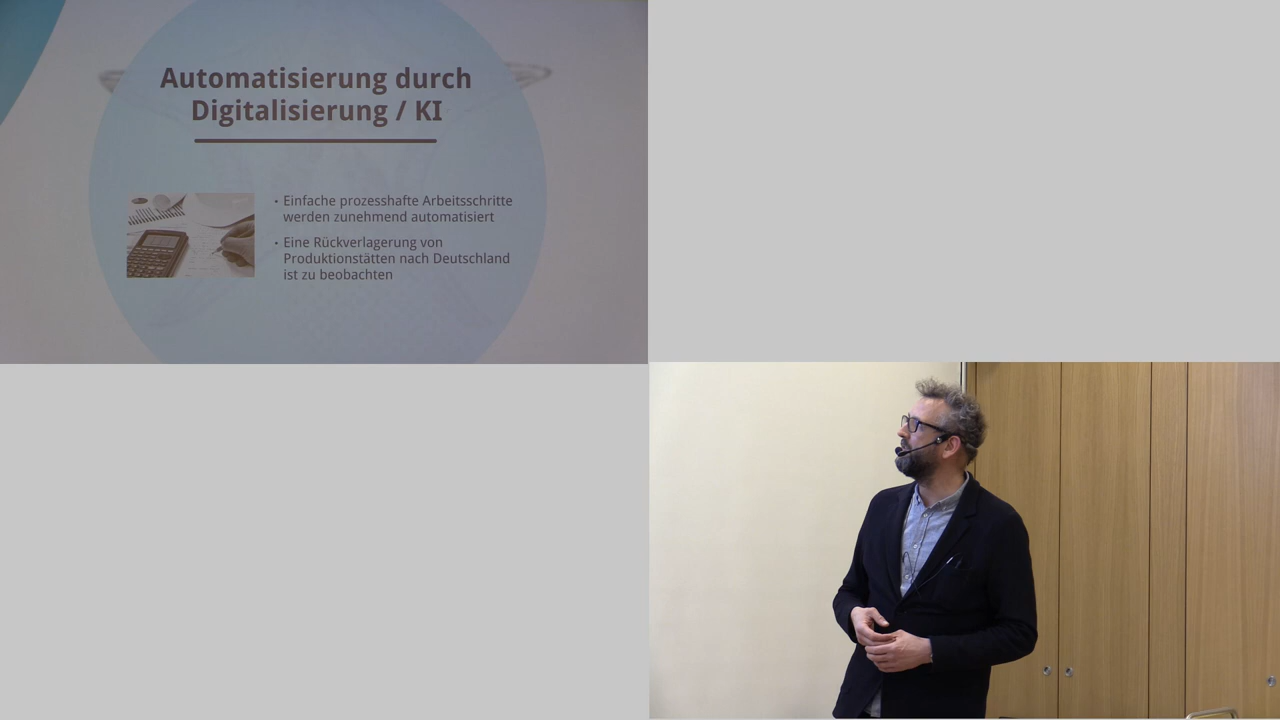 Automatisierung durch
Digitalisierung / KI
• Einfache prozesshafte Arbeitsschritte
werden zunehmend automatisiert
• Eine Rückverlagerung von
Produktionstätten nach Deutschland
ist zu beobachten